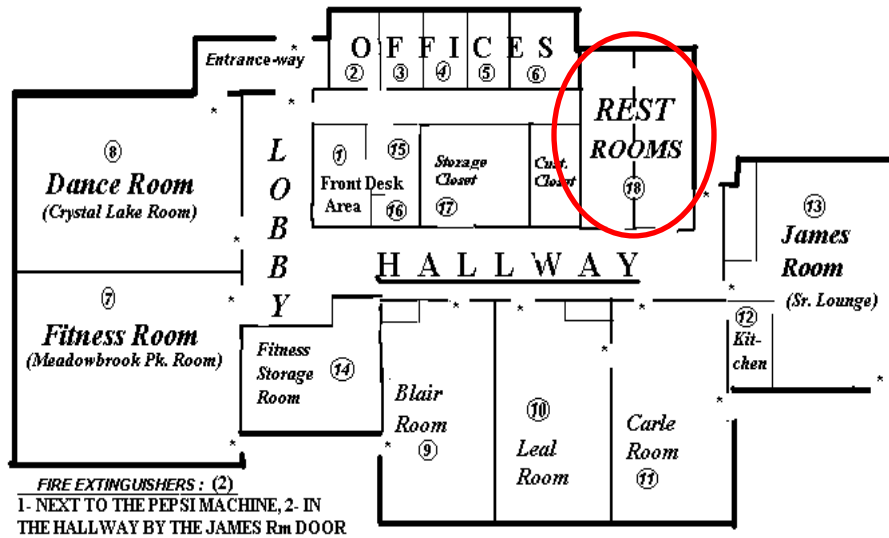 OFFICES
Entrance-way
2
3
4
5
6
REST
ROOMS
18
8
Dance Room
(Crystal Lake Room)
LOBBY
1
Front Desk
Area
15
16
Storage
Closet
17
Cust.
Closet
13
James
Room
(Sr. Lounge)
HALLWAY
7
Fitness Room
(Meadowbrook Pk. Room)
Fitness
Storage
Room
14
12
Kit-
chen
Blair
Room
9
10
Leal
Room
Carle
Room
11
FIRE EXTINGUISHERS : (2)
1- NEXT TO THE PEPSI MACHINE, 2- IN
THE HALLWAY BY THE JAMES Rm DOOR